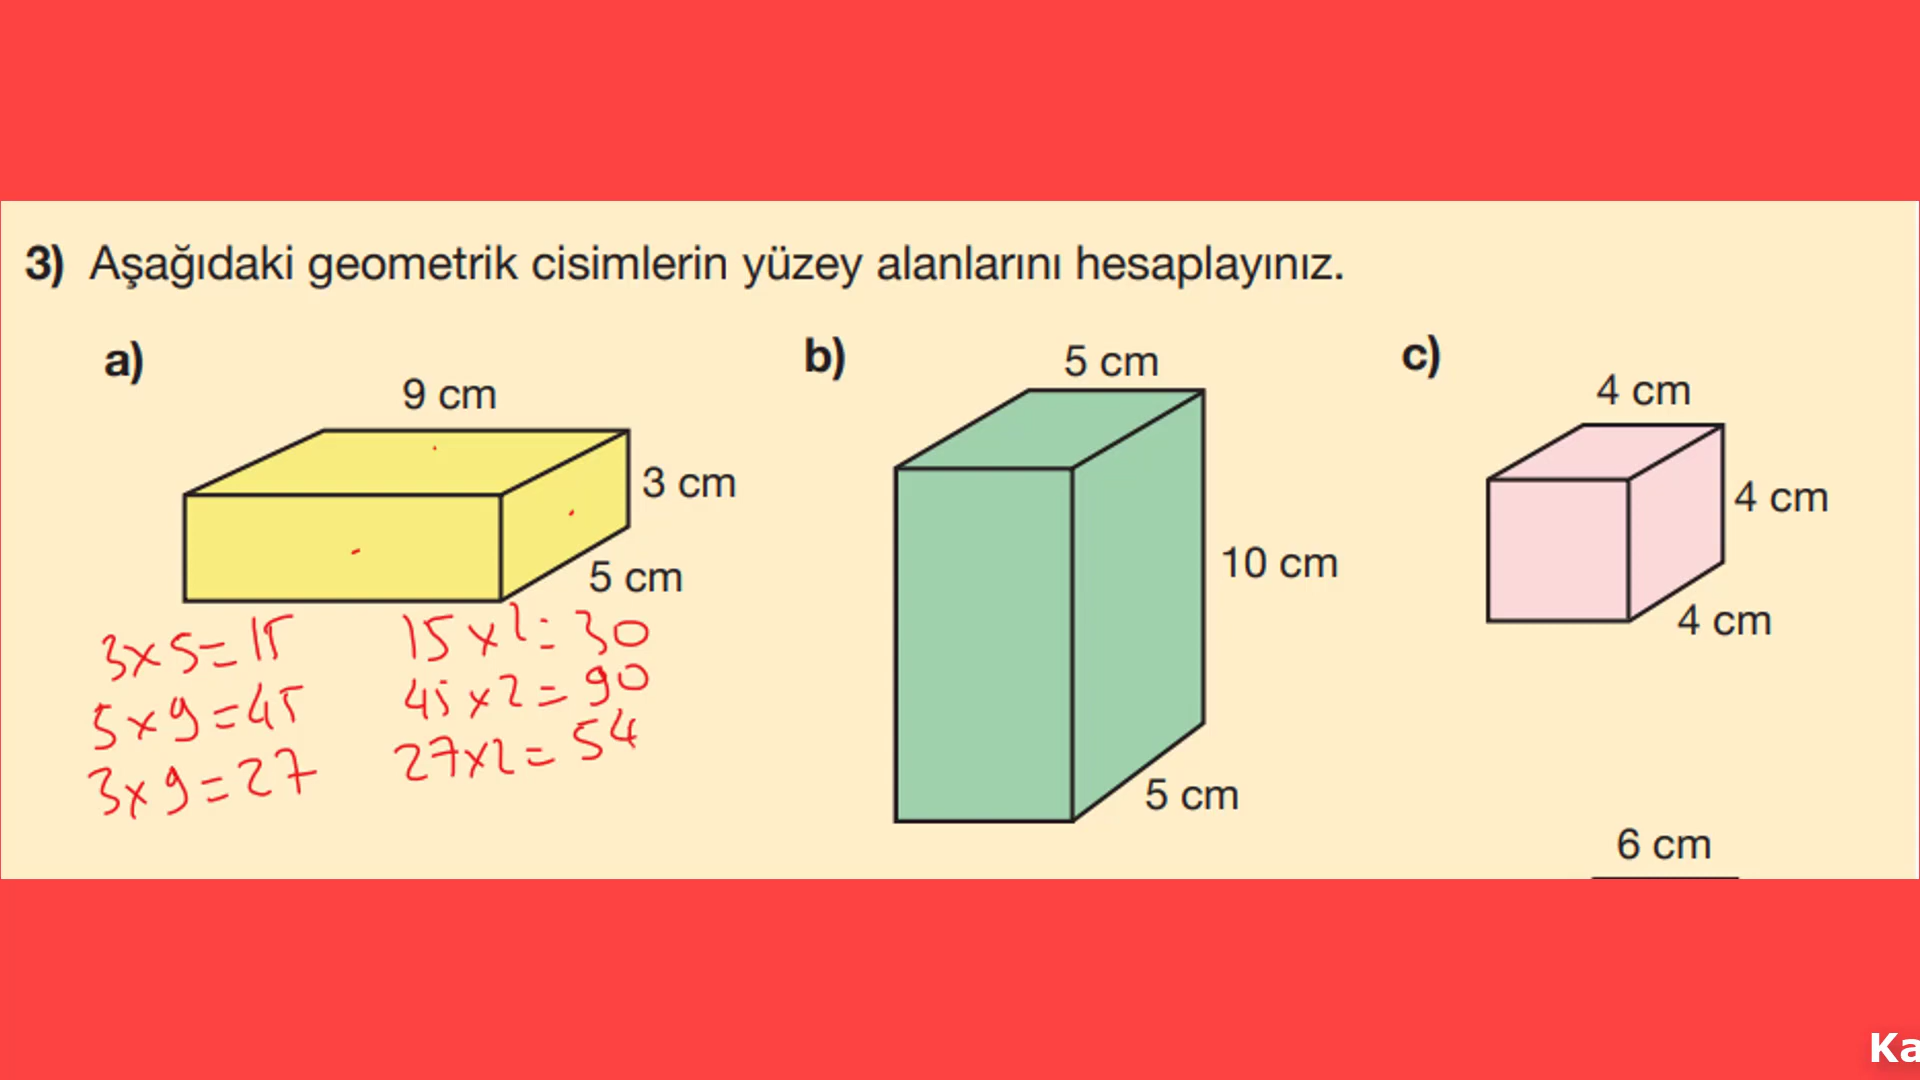 3) Aşağıdaki geometrik cisimlerin yüzey alanlarını hesaplayınız.
a)
9 cm
3 cm
5 cm
3x5=15
5x9=45
3x9=27
15x2=30
45x2=90
27x2=54
b)
5 cm
10 cm
5 cm
c)
4 cm
4 cm
4 cm
6 cm
Ka